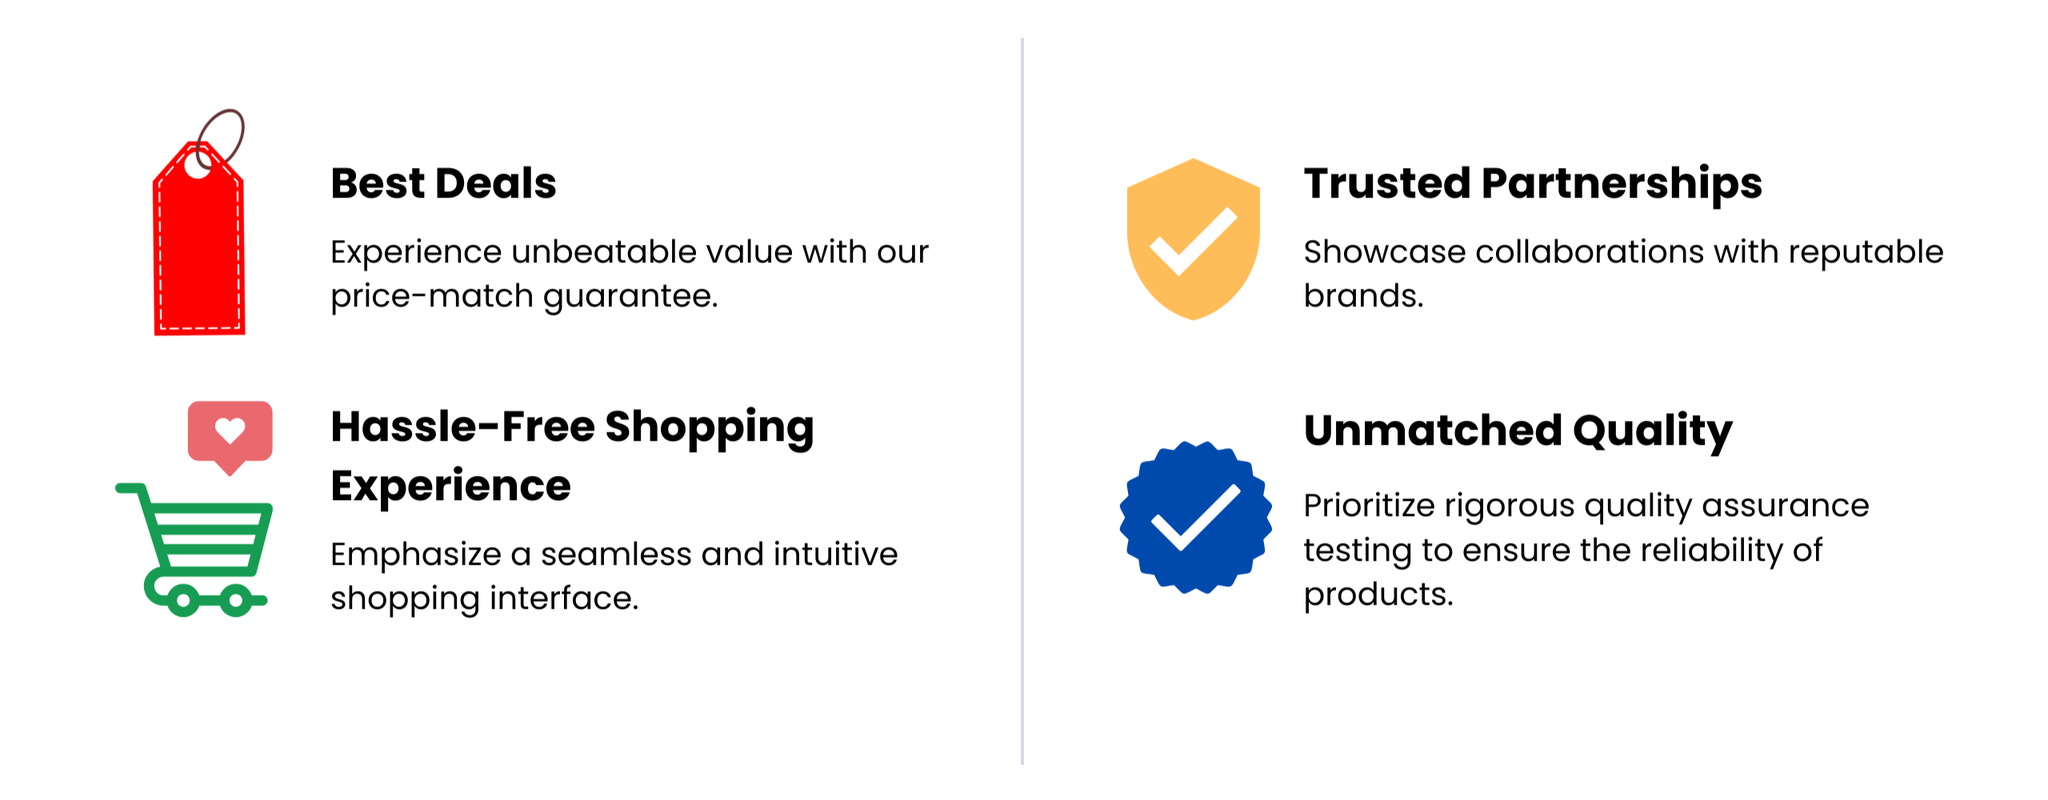 Best Deals
Experience unbeatable value with our
price-match guarantee.
Hassle-Free Shopping
Experience
Emphasize a seamless and intuitive
shopping interface.
Trusted Partnerships
Showcase collaborations with reputable
brands.
Unmatched Quality
Prioritize rigorous quality assurance
testing to ensure the reliability of
products.